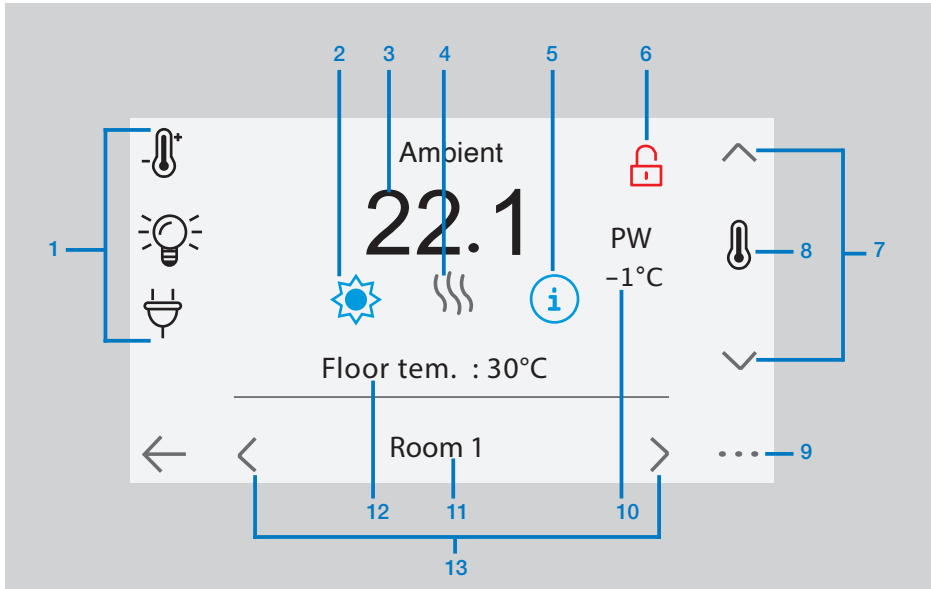 2 3 4 5 6
Ambient
22.1
1
PW
8 7
–1°C
i
Floor tem. : 30°C
Room 1
9
12 11 10
13